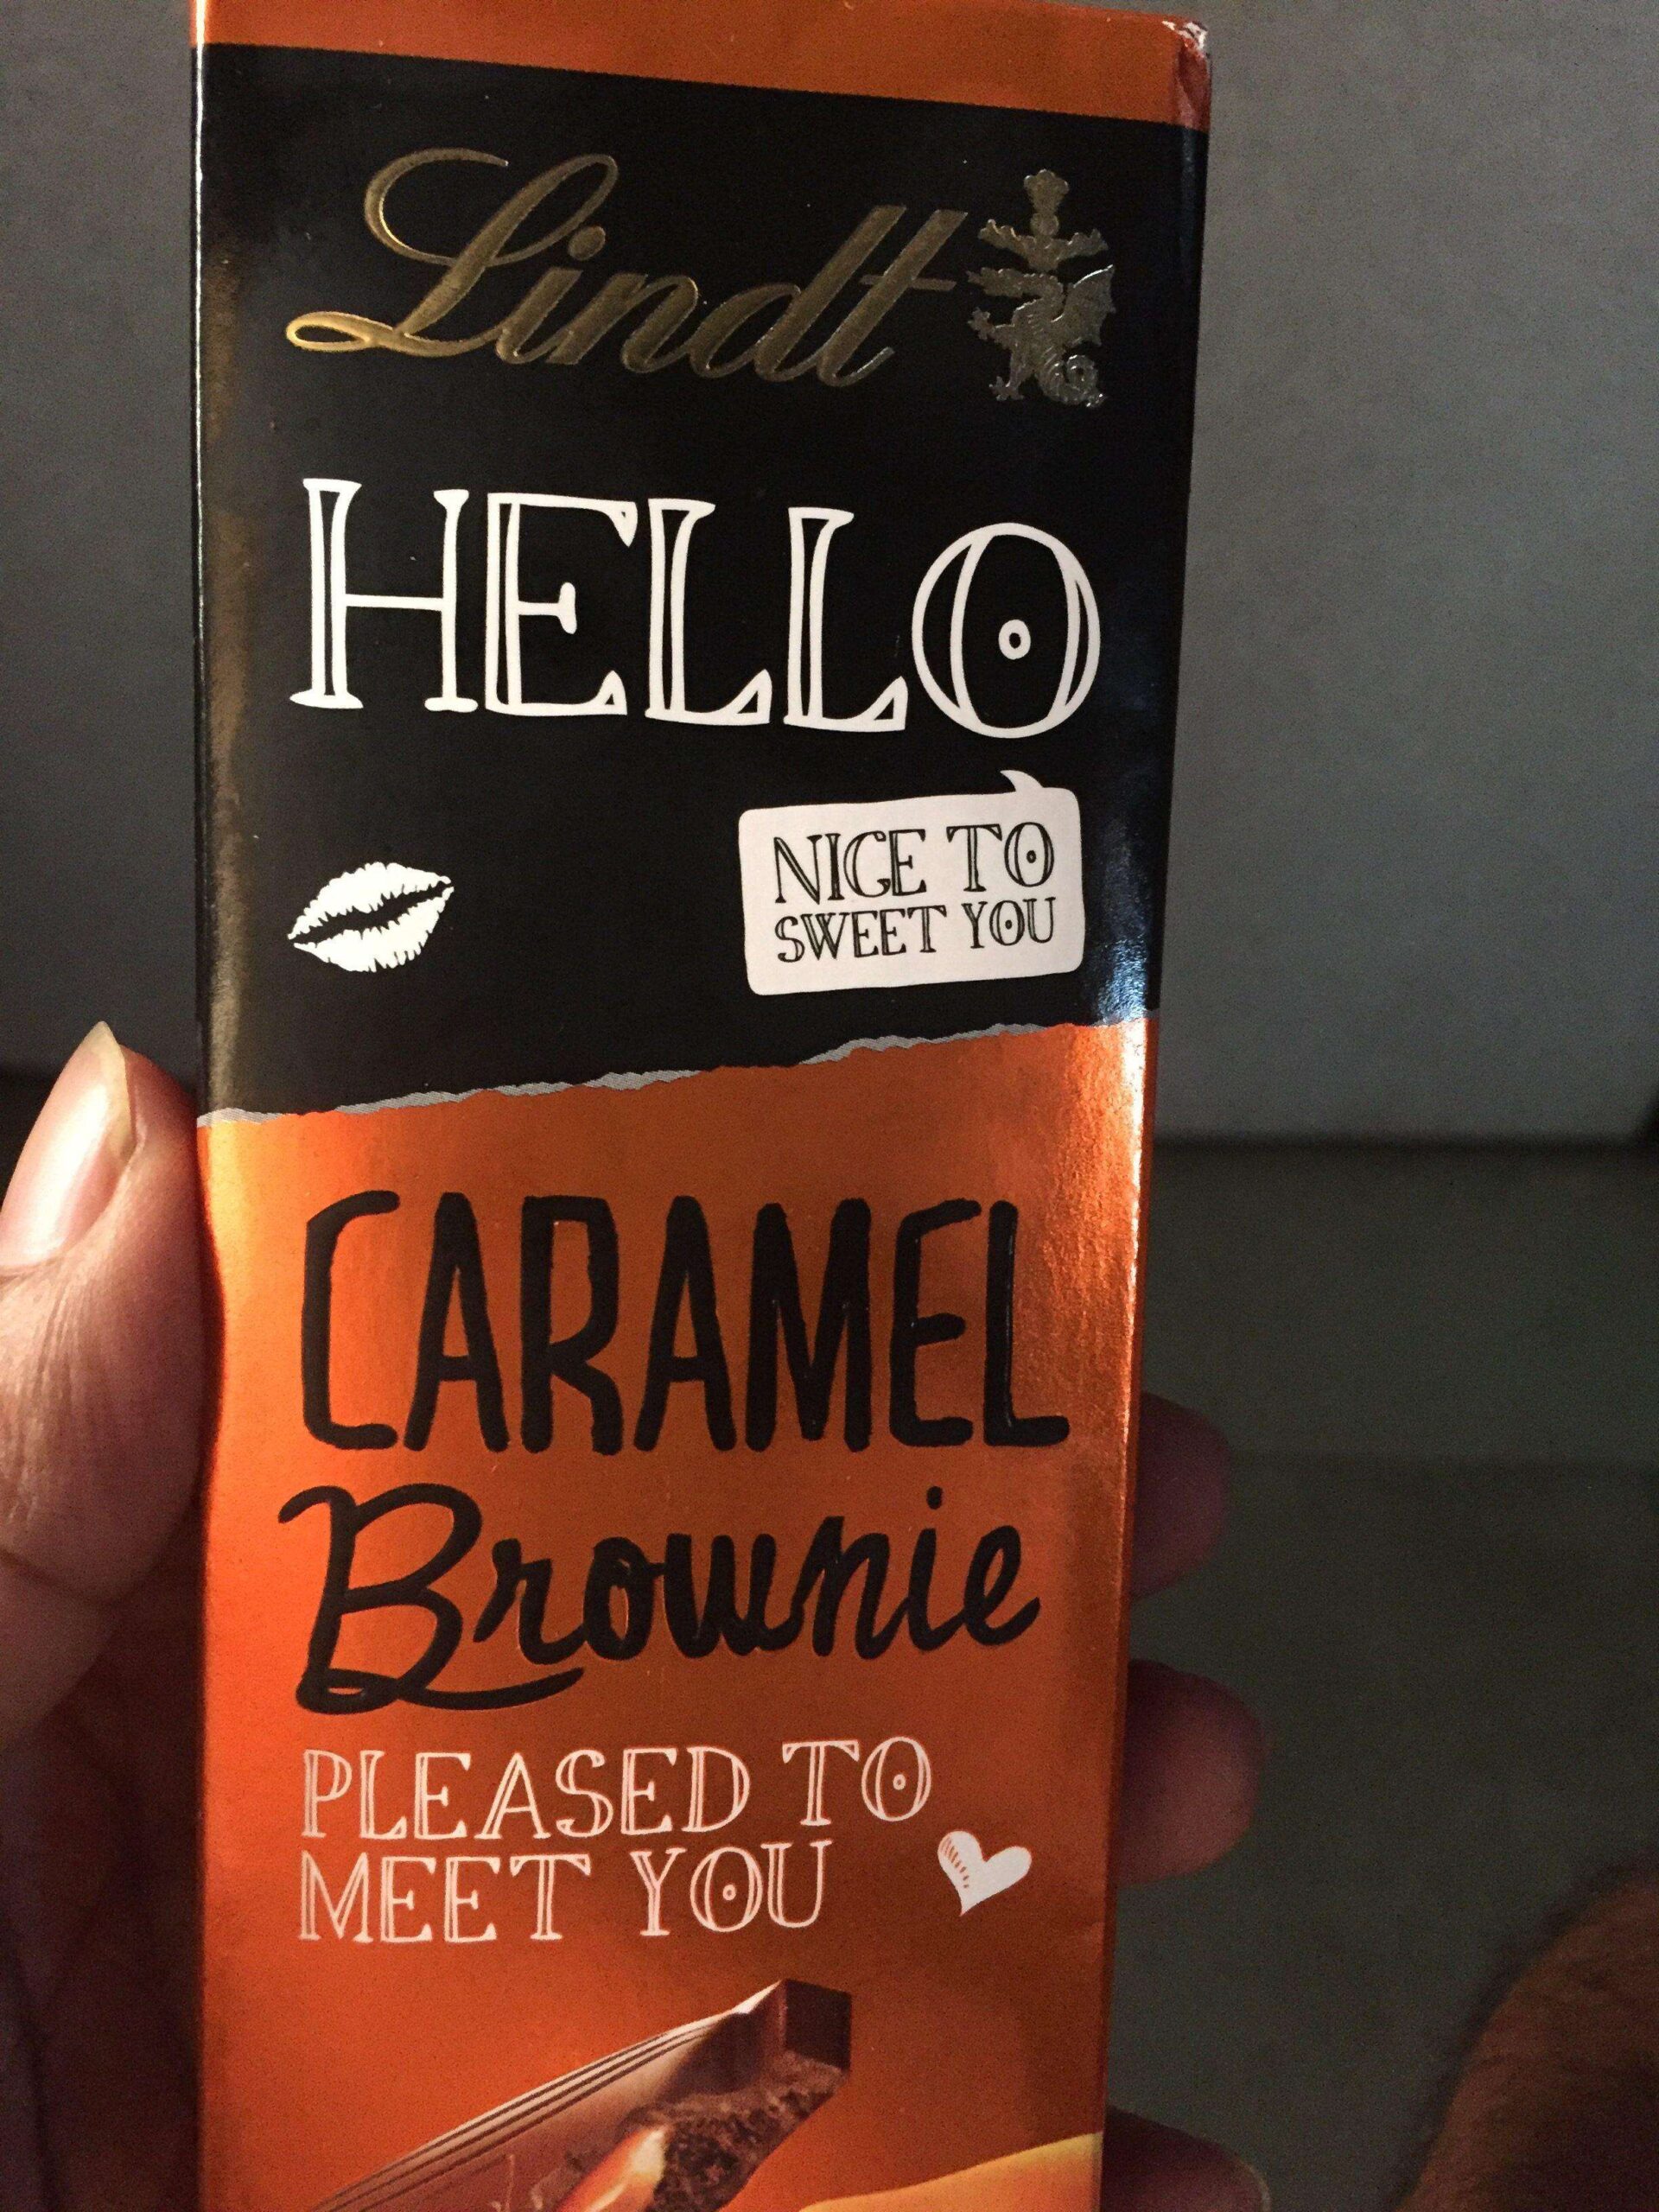 Lindt
HELLO
NICE TO
SWEET YOU
CARAMEL
Brownie
PLEASED TO
MEET YOU